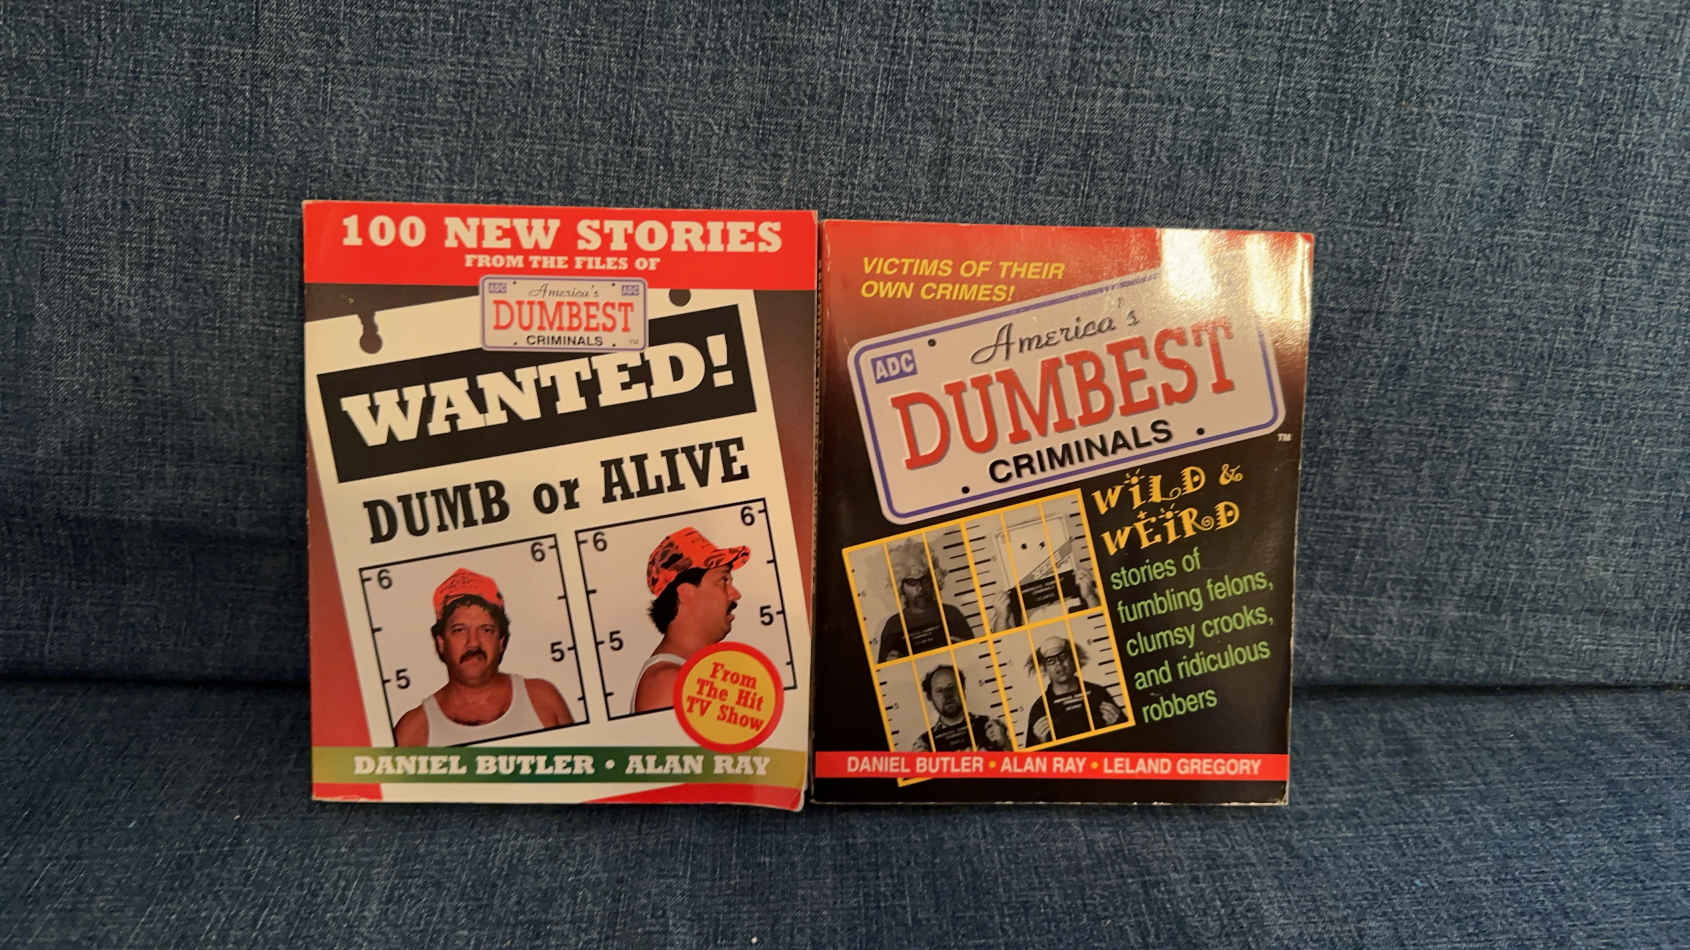 100 NEW STORIES
FROM THE FILES OF
ADC America's ADC
DUMBEST
CRIMINALS TM
WANTED!
DUMB or ALIVE
6 6
5 5
6 6
5 5
From
The Hit
TV Show
DANIEL BUTLER • ALAN RAY
VICTIMS OF THEIR
OWN CRIMES!
ADC America's
DUMBEST
CRIMINALS TM
WILD &
WEIRD
stories of
fumbling felons,
clumsy crooks,
and ridiculous
robbers
DANIEL BUTLER • ALAN RAY • LELAND GREGORY